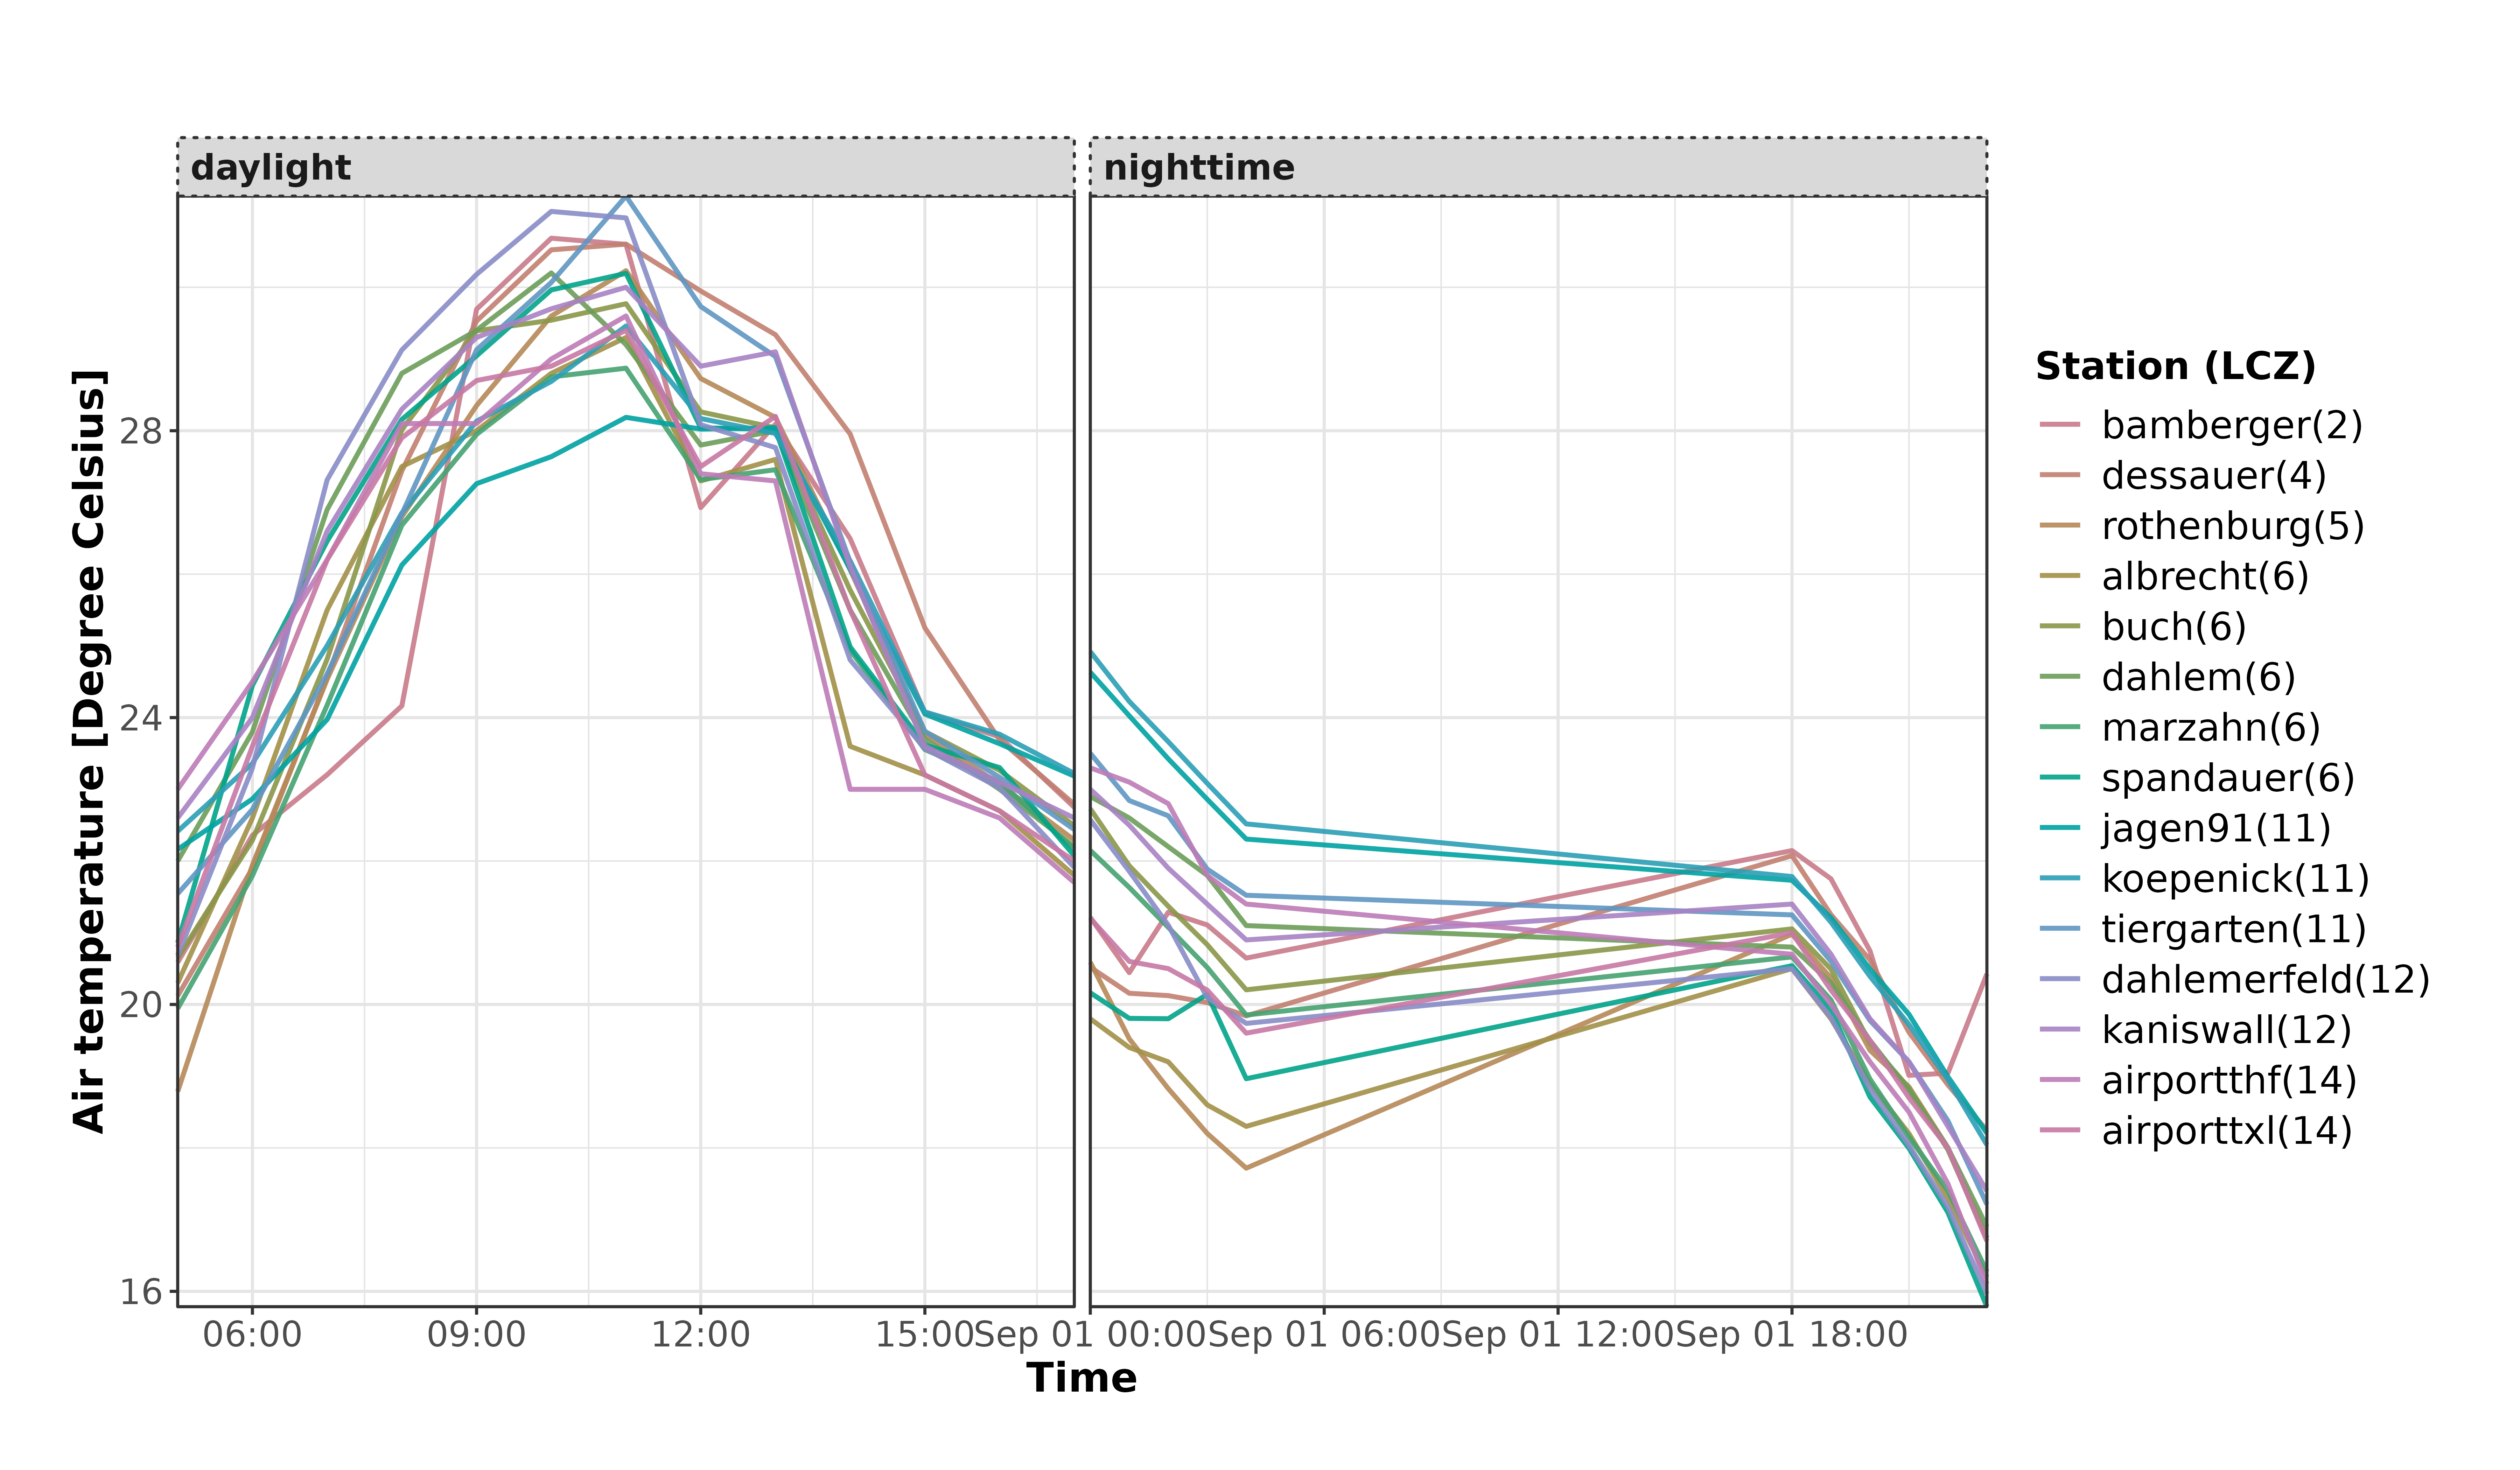 daylight
nighttime
Air temperature [Degree Celsius]
28
24
20
16
06:00
09:00
12:00
15:00
Sep 01 00:00
Sep 01 06:00
Sep 01 12:00
Sep 01 18:00
Time
Station (LCZ)
bamberger(2)
dessauer(4)
rothenburg(5)
albrecht(6)
buch(6)
dahlem(6)
marzahn(6)
spandauer(6)
jagen91(11)
koepenick(11)
tiergarten(11)
dahlemerfeld(12)
kaniswall(12)
airportthf(14)
airporttxl(14)